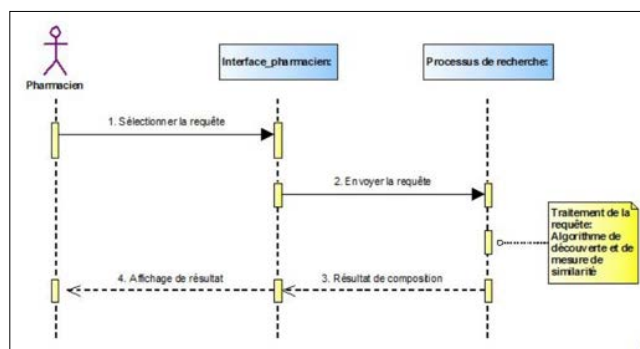 Pharmacien
Interface_pharmacien:
Processus de recherche:
1. Sélectionner la requête
2. Envoyer la requête
Traitement de la
requête:
Algorithme de
découverte et de
mesure de
similarité
4. Affichage de résultat
3. Résultat de composition